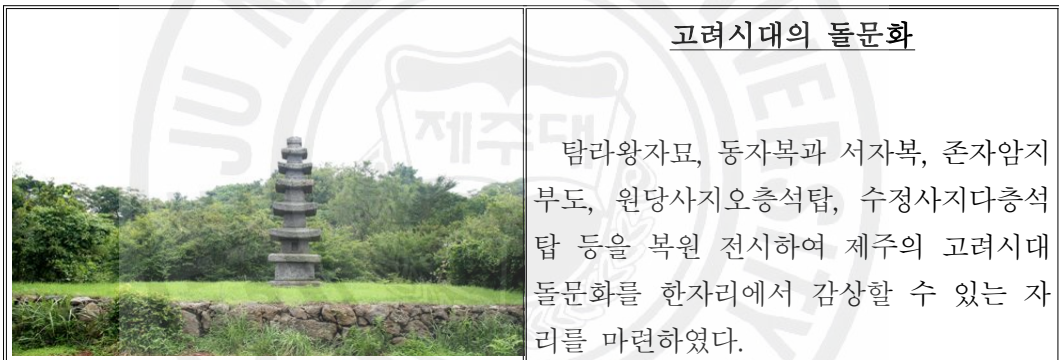 고려시대의 돌문화
탐라왕자묘, 동자복과 서자복, 존자암지
부도, 원당사지오층석탑, 수정사지다층석
탑 등을 복원 전시하여 제주의 고려시대
돌문화를 한자리에서 감상할 수 있는 자
리를 마련하였다.
제주대